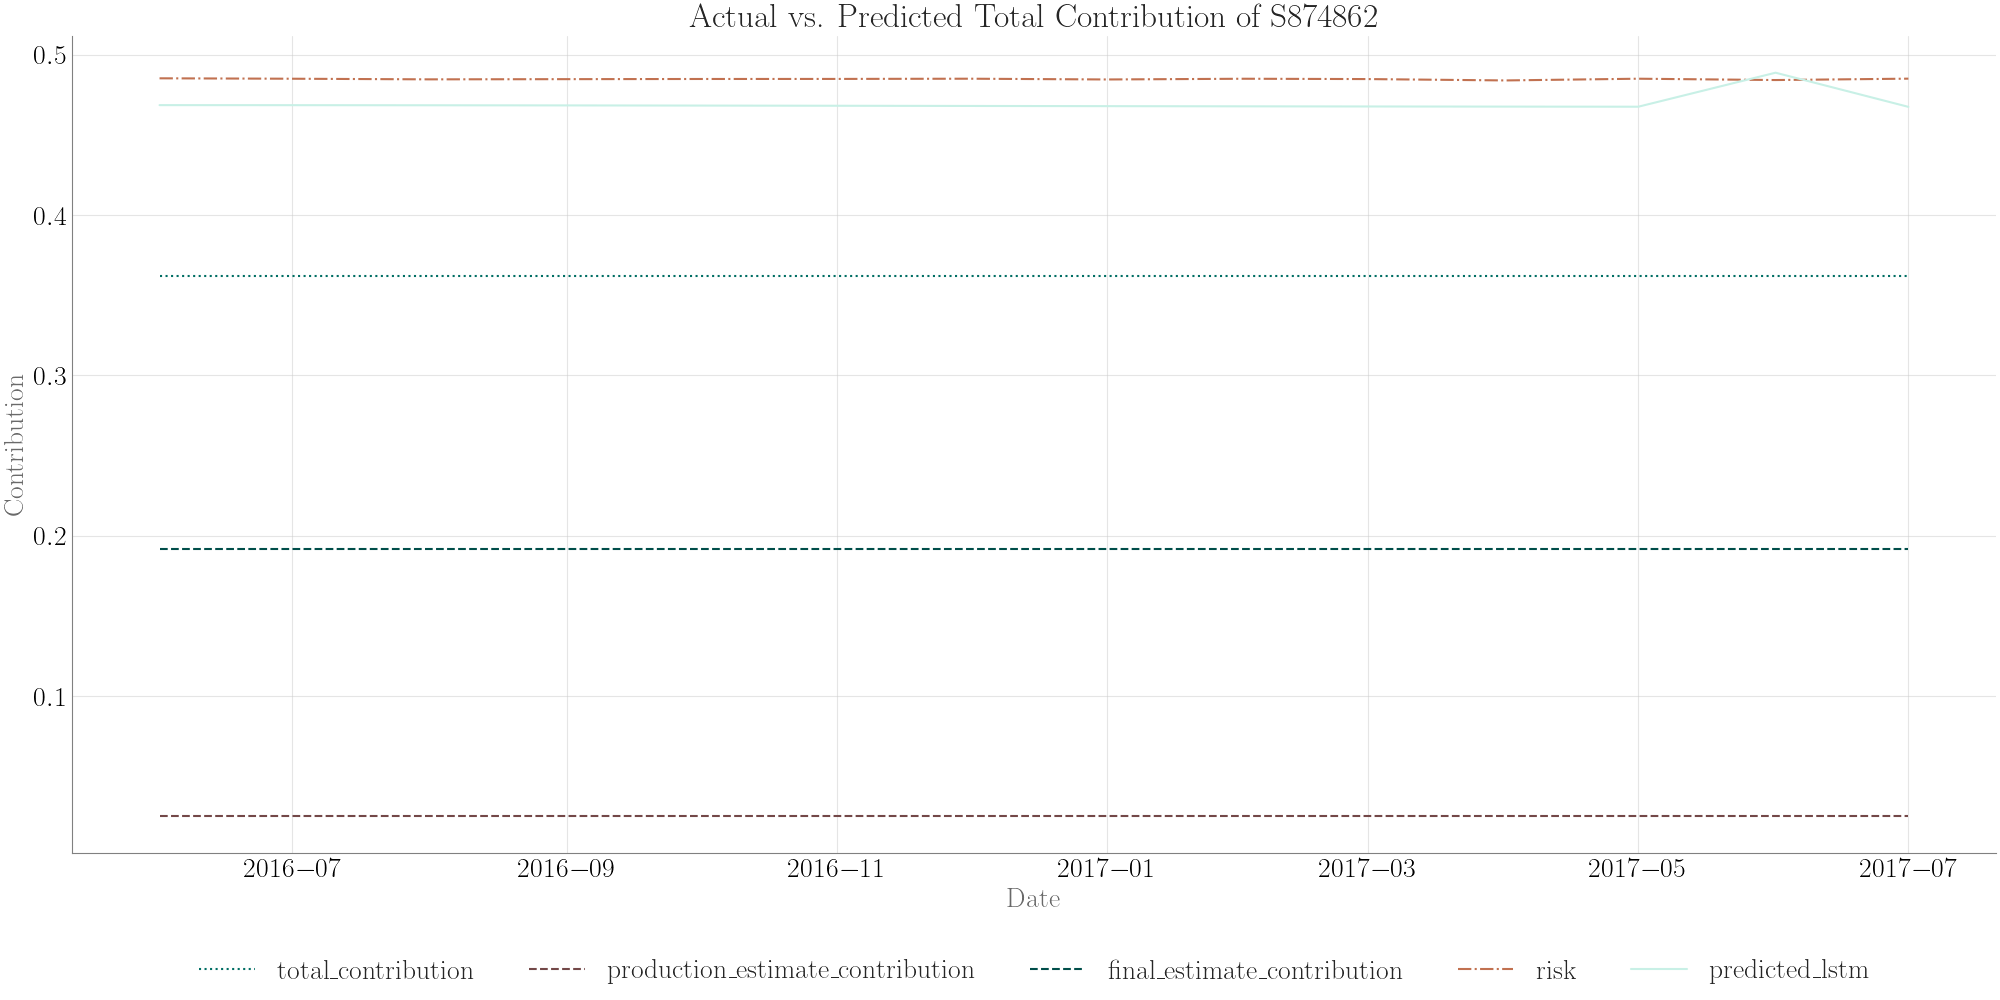 Actual vs. Predicted Total Contribution of S874862
Contribution
0.5
0.4
0.3
0.2
0.1
2016–07 2016–09 2016–11 2017–01 2017–03 2017–05 2017–07
Date
total_contribution production_estimate_contribution final_estimate_contribution risk predicted_lstm